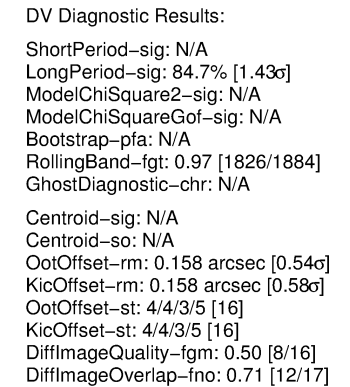 DV Diagnostic Results:
ShortPeriod-sig: N/A
LongPeriod-sig: 84.7% [1.43σ]
ModelChiSquare2-sig: N/A
ModelChiSquareGof-sig: N/A
Bootstrap-pfa: N/A
RollingBand-fgt: 0.97 [1826/1884]
GhostDiagnostic-chr: N/A
Centroid-sig: N/A
Centroid-so: N/A
OotOffset-rm: 0.158 arcsec [0.54σ]
KicOffset-rm: 0.158 arcsec [0.58σ]
OotOffset-st: 4/4/3/5 [16]
KicOffset-st: 4/4/3/5 [16]
DiffImageQuality-fgm: 0.50 [8/16]
DiffImageOverlap-fno: 0.71 [12/17]